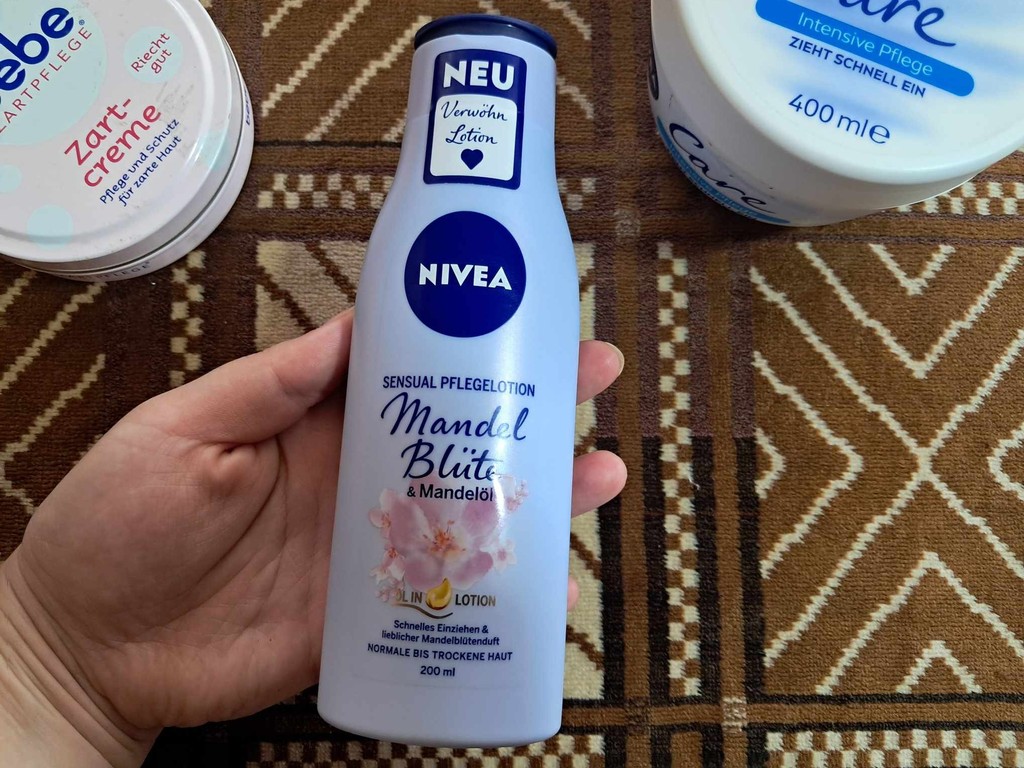 ebe®
ZARTPFLEGE
Riecht
gut
Zart-
creme
Pflege und Schutz
für zarte Haut
NEU
Verwöhn
Lotion
NIVEA
SENSUAL PFLEGELOTION
Mandel
Blüte
& Mandelöl
ÖL IN LOTION
Schnelles Einziehen &
lieblicher Mandelblütenduft
NORMALE BIS TROCKENE HAUT
200 ml
Care
Intensive Pflege
ZIEHT SCHNELL EIN
400 ml e
Care